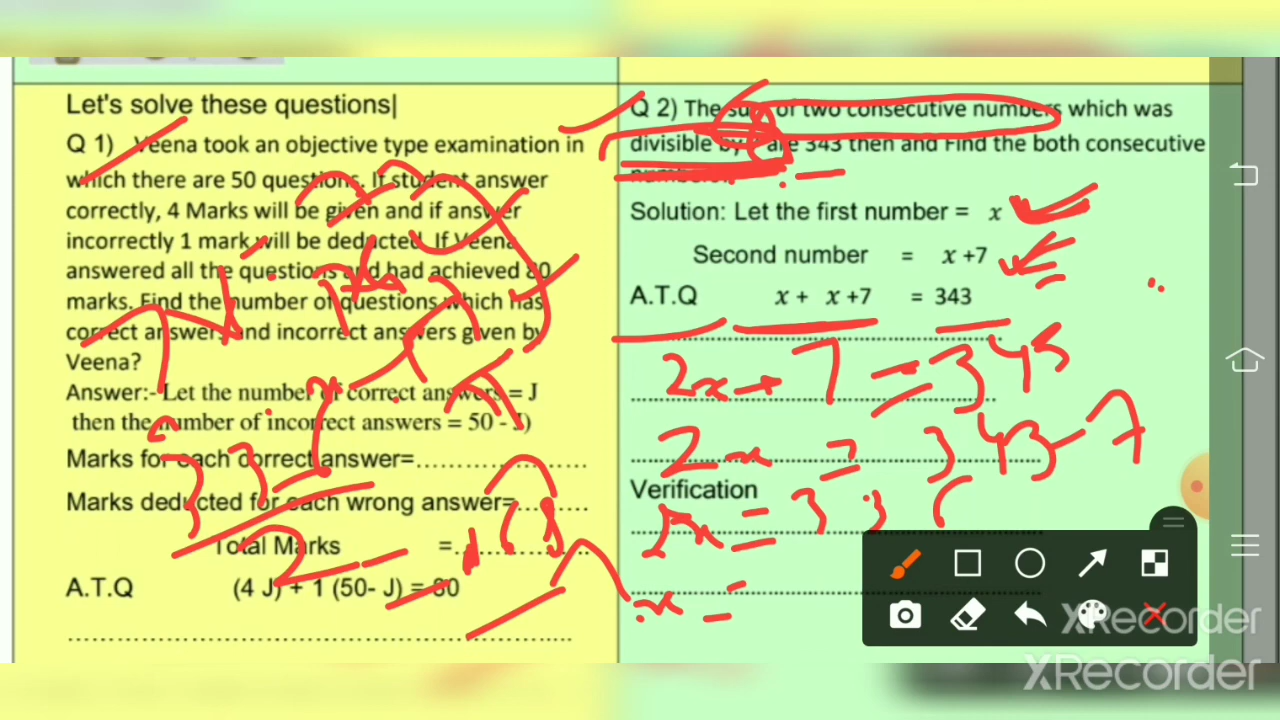 Let's solve these questions|
Q 1) Veena took an objective type examination in
which there are 50 questions. If student answer
correctly, 4 Marks will be given and if answer
incorrectly 1 mark will be deducted. If Veena
answered all the questions and had achieved 80
marks. Find the number of questions which has
correct answers and incorrect answers given by
Veena?
Answer:- Let the number of correct answers = J
then the number of incorrect answers = 50 - J)
Marks for each correct answer=......................
Marks deducted for each wrong answer=.........
Total Marks =..................
A.T.Q (4 J) + 1 (50- J) = 80
Q 2) The sum of two consecutive numbers which was
divisible by are 343 then and Find the both consecutive
numbers.
Solution: Let the first number = x
Second number = x +7
A.T.Q x + x +7 = 343
2x + 7 = 343
2x = 343 - 7
Verification
2x = 336
x =
336
2
168
XRecorder
XRecorder